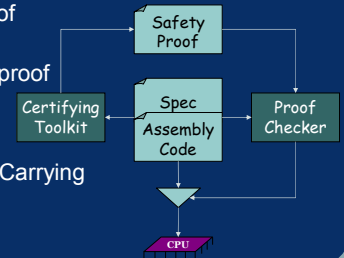 of
proof
Carrying
Safety
Proof
Certifying
Toolkit
Spec
Assembly
Code
Proof
Checker
CPU